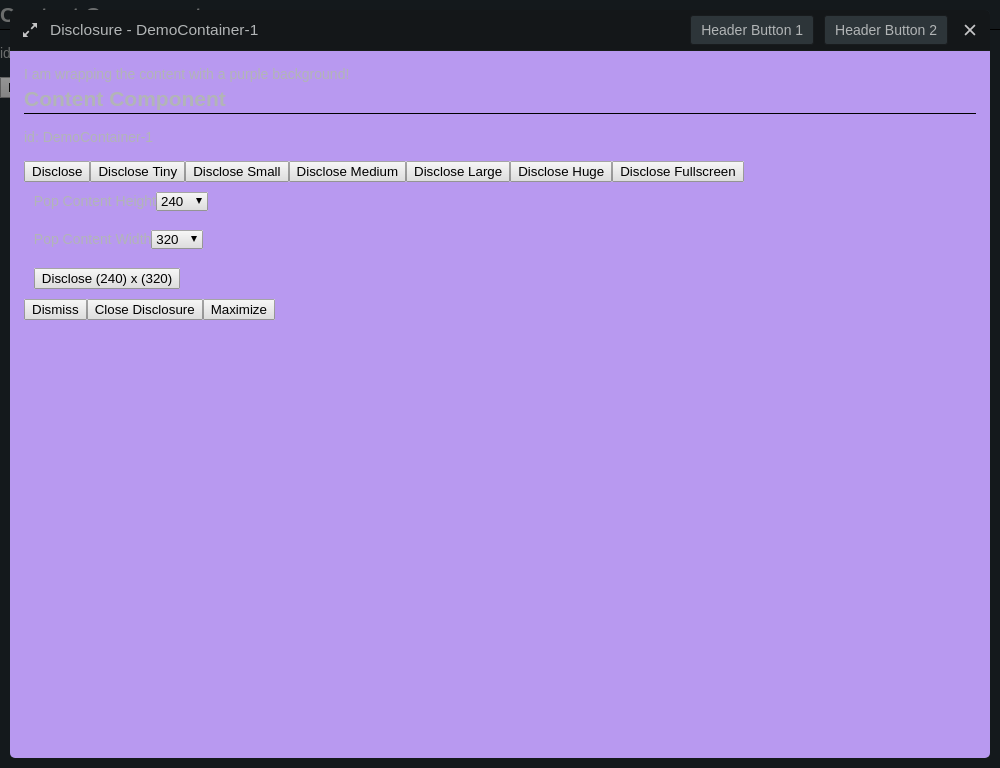 Disclosure - DemoContainer-1
Header Button 1
Header Button 2
I am wrapping the content with a purple background!
Content Component
id: DemoContainer-1
Disclose
Disclose Tiny
Disclose Small
Disclose Medium
Disclose Large
Disclose Huge
Disclose Fullscreen
Pop Content Height
240
Pop Content Width
320
Disclose (240) x (320)
Dismiss
Close Disclosure
Maximize
id